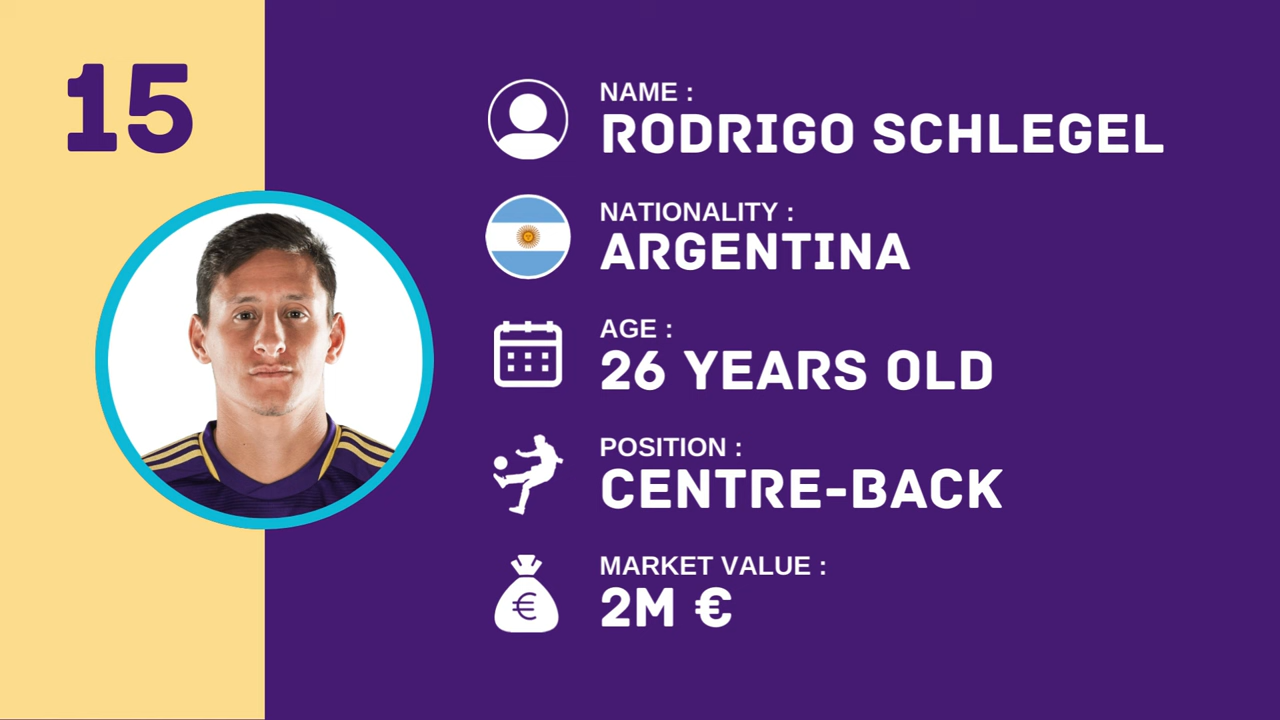 15
NAME :
RODRIGO SCHLEGEL
NATIONALITY :
ARGENTINA
AGE :
26 YEARS OLD
POSITION :
CENTRE-BACK
MARKET VALUE :
2M €
€